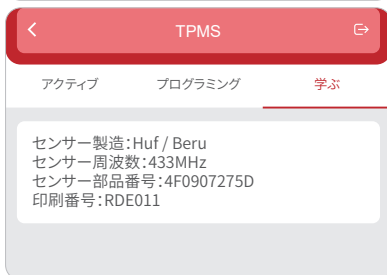 TPMS
アクティブ プログラミング 学ぶ
センサー製造:Huf / Beru
センサー周波数:433MHz
センサー部品番号:4F0907275D
印刷番号:RDE011